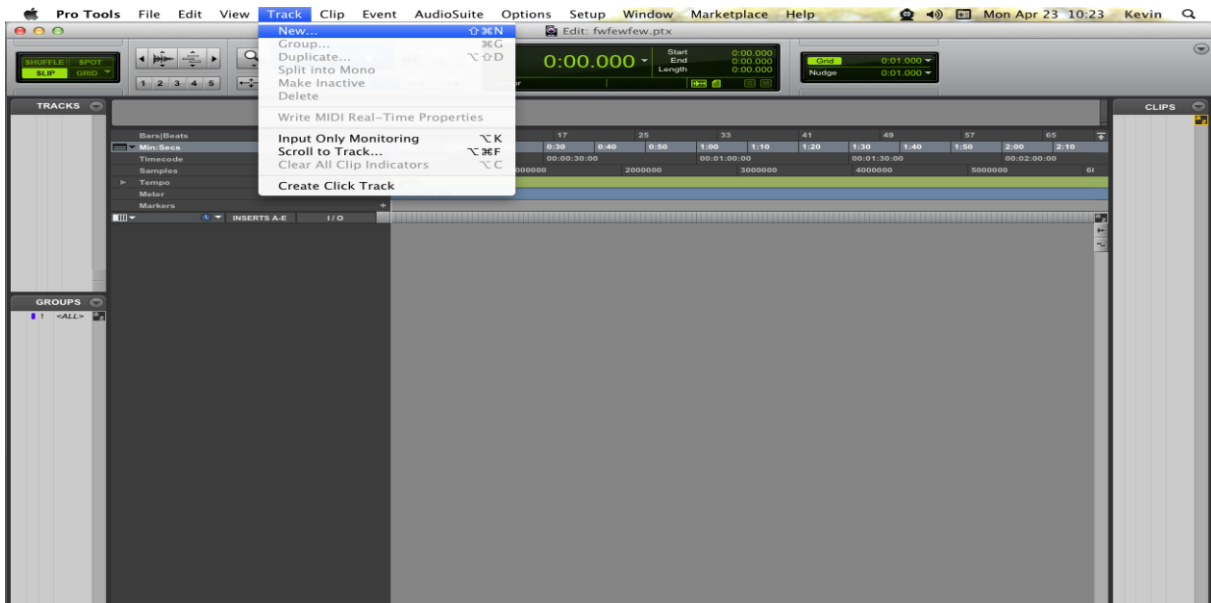 Pro Tools File Edit View Track Clip Event AudioSuite Options Setup Window Marketplace Help Mon Apr 23 10:23 Kevin
Edit: fwfewfew.ptx
New... ⇧⌘N
Group... ⌘G
Duplicate... ⌥⇧D
Split into Mono
Make Inactive
Delete
Write MIDI Real-Time Properties
Input Only Monitoring ⌥K
Scroll to Track... ⌥⌘F
Clear All Clip Indicators ⌥C
Create Click Track
SHUFFLE SPOT
SLIP GRID
1 2 3 4 5
0:00.000
Start 0:00.000
End 0:00.000
Length 0:00.000
Grid 0:01.000
Nudge 0:01.000
TRACKS
CLIPS
Bars|Beats 17 25 33 41 49 57 65
Min:Secs 0:30 0:40 0:50 1:00 1:10 1:20 1:30 1:40 1:50 2:00 2:10
Timecode 00:00:30:00 00:01:00:00 00:01:30:00 00:02:00:00
Samples 2000000 3000000 4000000 5000000
Tempo
Meter
Markers
INSERTS A-E I / O
GROUPS
1 <ALL>